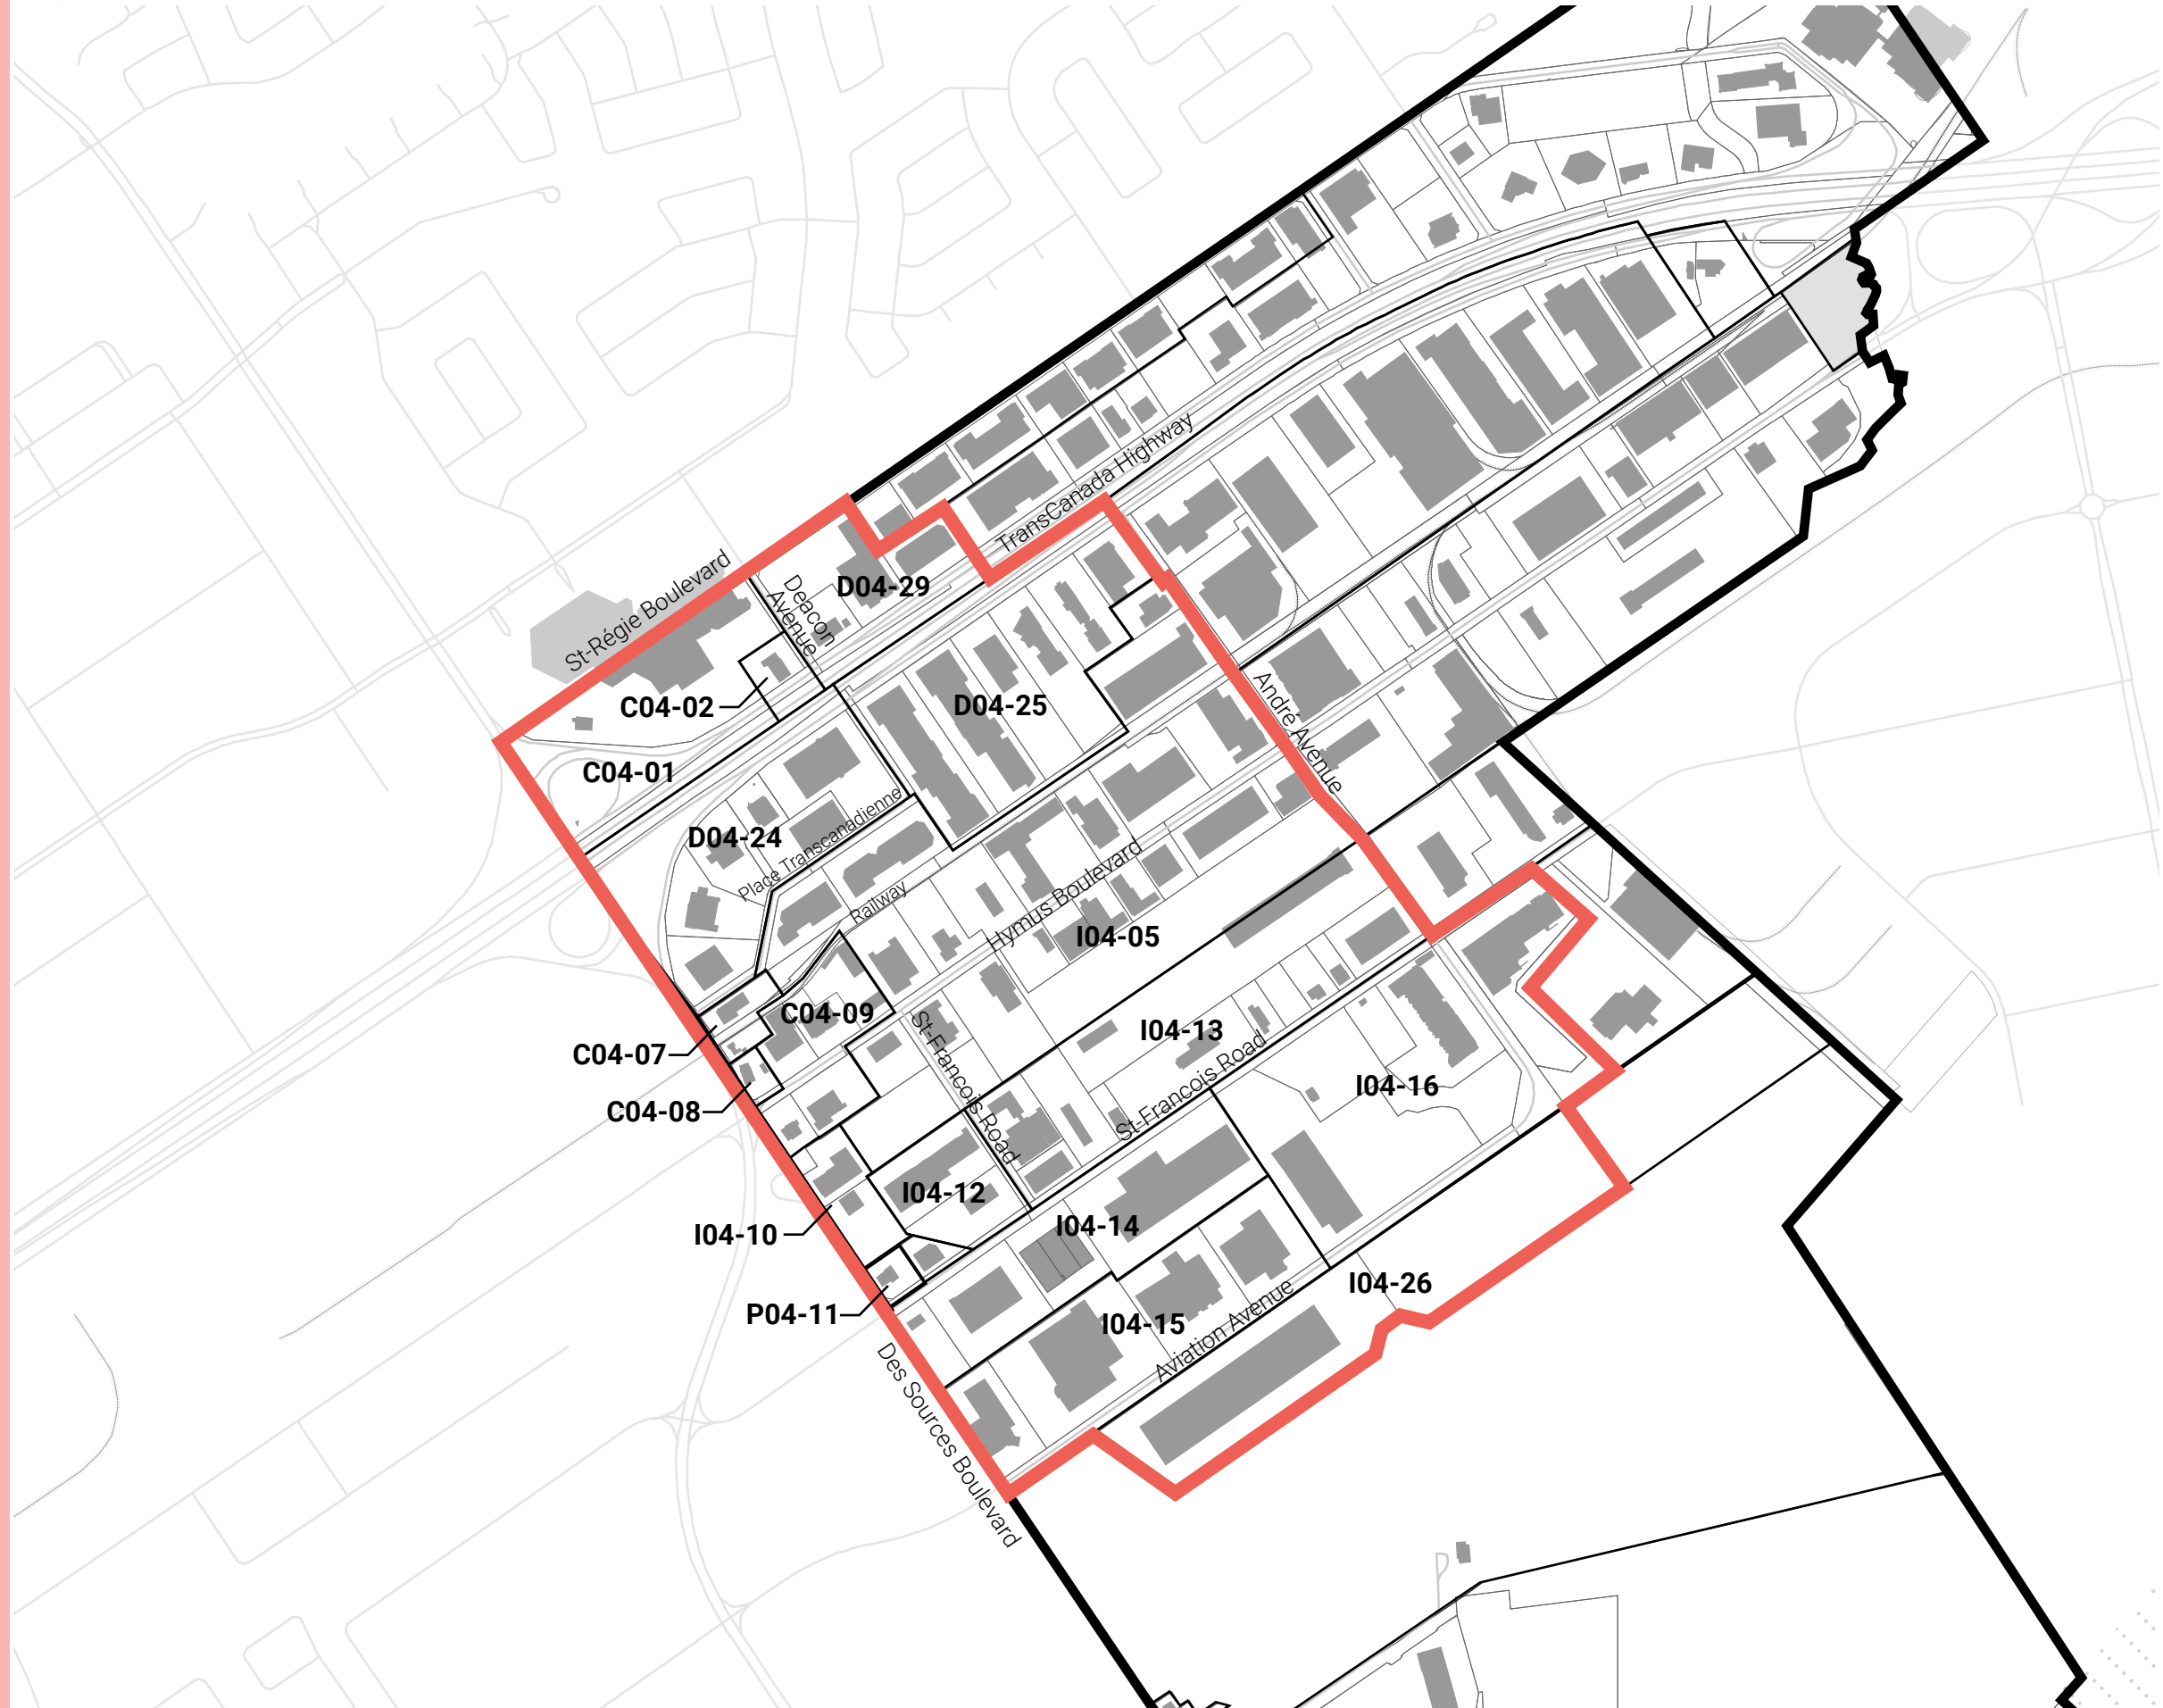 TransCanada Highway
St-Régie Boulevard
Deacon
Avenue
D04-29
C04-02
D04-25
André Avenue
C04-01
D04-24
Place Transcanadienne
Railway
Hymus Boulevard
I04-05
C04-09
St-Francois Road
I04-13
C04-07
St-Francois Road
I04-16
C04-08
I04-12
I04-14
I04-10
I04-26
P04-11
I04-15
Aviation Avenue
Des Sources Boulevard